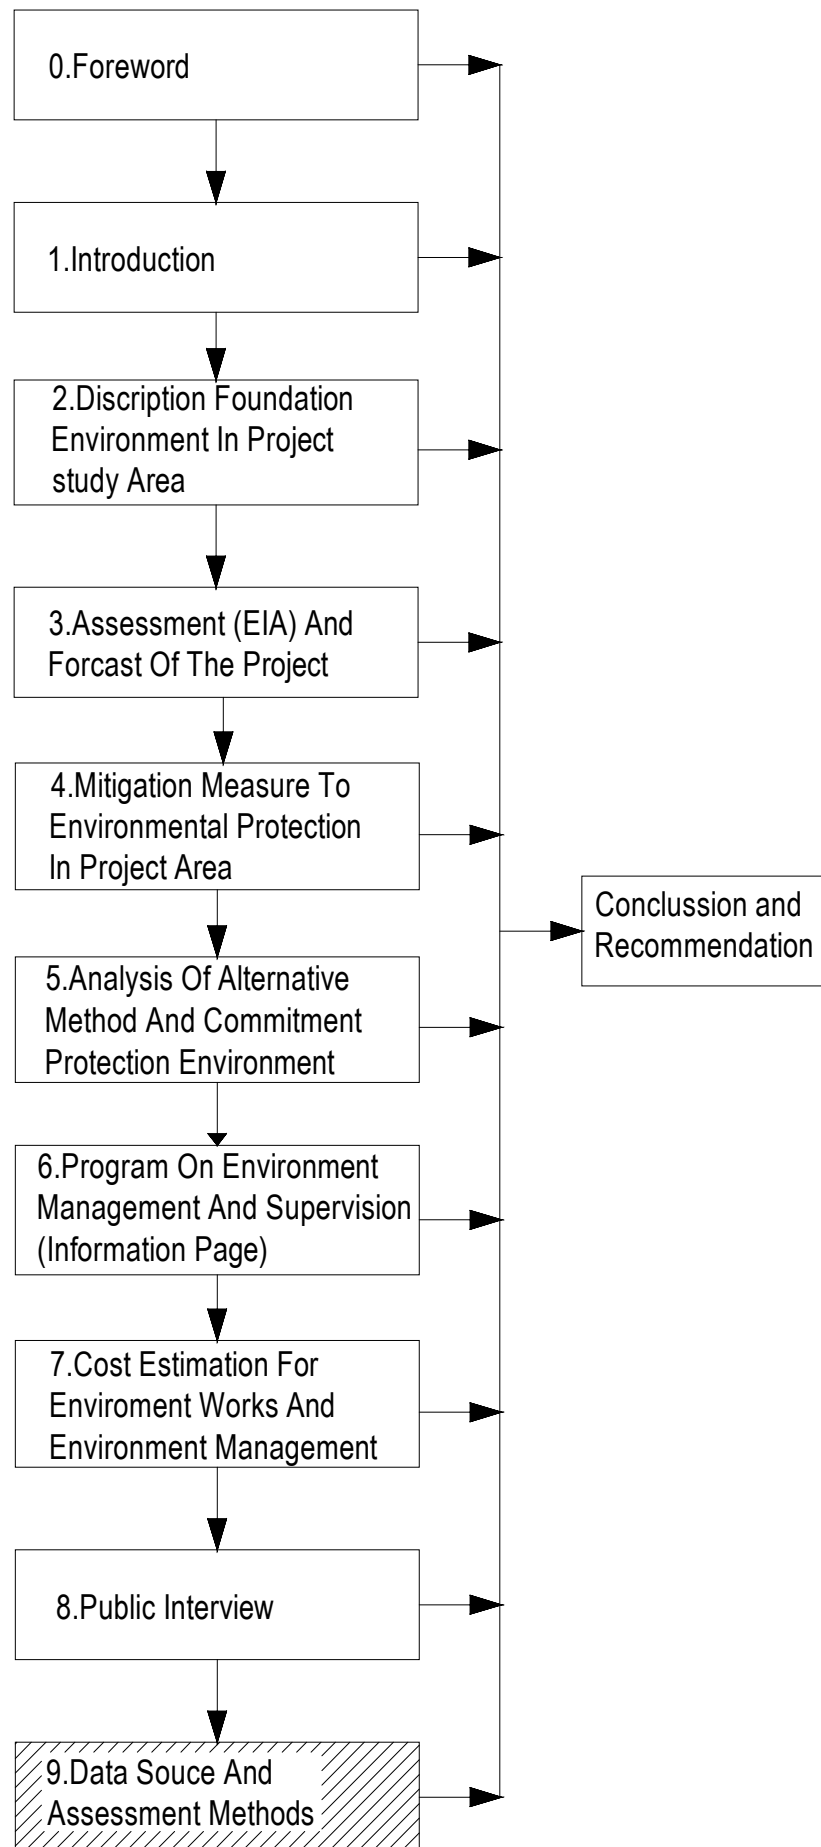 0.Foreword
1.Introduction
2.Discription Foundation
Environment In Project
study Area
3.Assessment (EIA) And
Forcast Of The Project
4.Mitigation Measure To
Environmental Protection
In Project Area
5.Analysis Of Alternative
Method And Commitment
Protection Environment
6.Program On Environment
Management And Supervision
(Information Page)
7.Cost Estimation For
Enviroment Works And
Environment Management
8.Public Interview
9.Data Souce And
Assessment Methods
Conclussion and
Recommendation